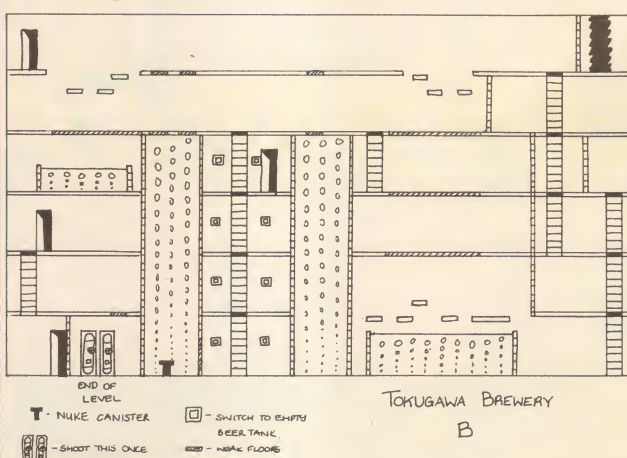 END OF
LEVEL
T - NUKE CANISTER
- SWITCH TO EMPTY
BEER TANK.
- SHOOT THIS ONCE
- WEAK FLOORS
TOKUGAWA BREWERY
B